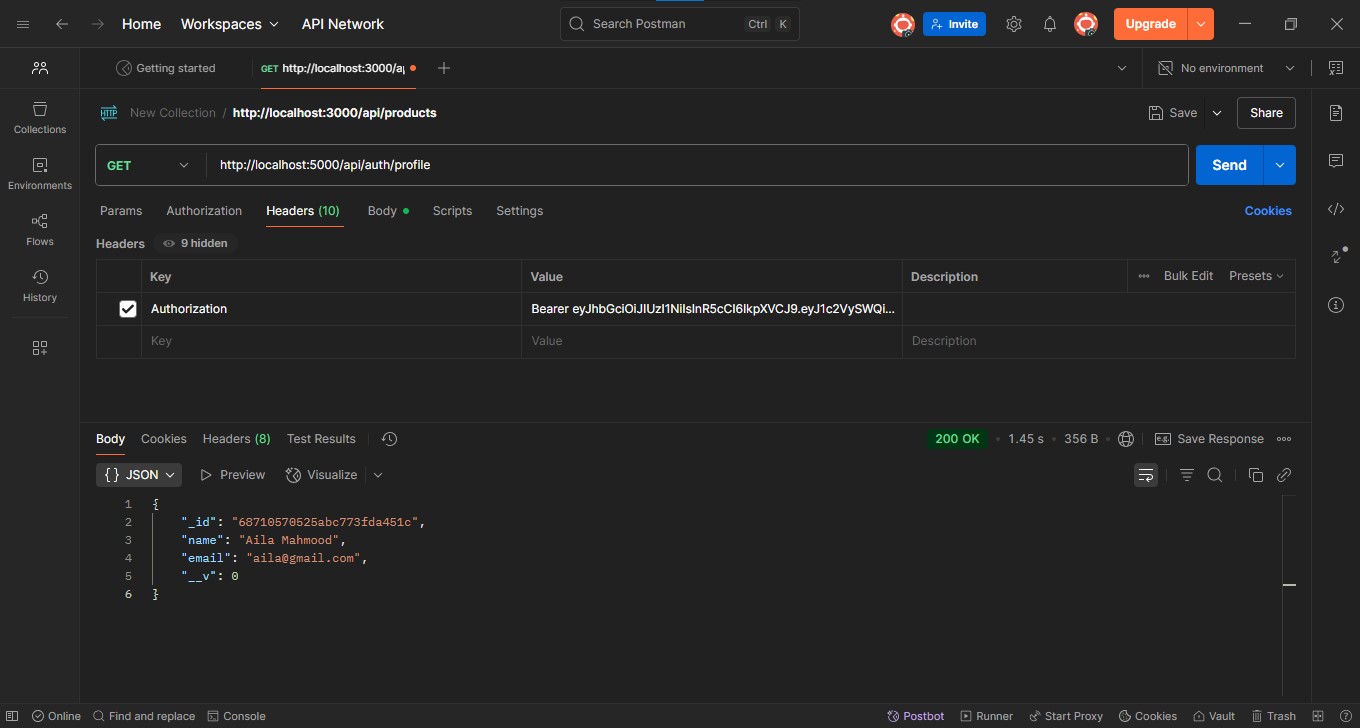 Home Workspaces API Network Search Postman Ctrl K Invite Upgrade
Getting started GET http://localhost:3000/a No environment
HTTP New Collection / http://localhost:3000/api/products Save Share
Collections
GET http://localhost:5000/api/auth/profile Send
Environments
Params Authorization Headers (10) Body Scripts Settings Cookies
Flows
Headers 9 hidden
Key Value Description Bulk Edit Presets
History
Authorization Bearer eyJhbGciOiJIUzI1NiIsInR5cCI6IkpXVCJ9.eyJ1c2VySWQi...
Key Value Description
Body Cookies Headers (8) Test Results 200 OK 1.45 s 356 B e.g. Save Response
{} JSON Preview Visualize
1 {
2 "_id": "68710570525abc773fda451c",
3 "name": "Aila Mahmood",
4 "email": "aila@gmail.com",
5 "__v": 0
6 }
Online Find and replace Console Postbot Runner Start Proxy Cookies Vault Trash